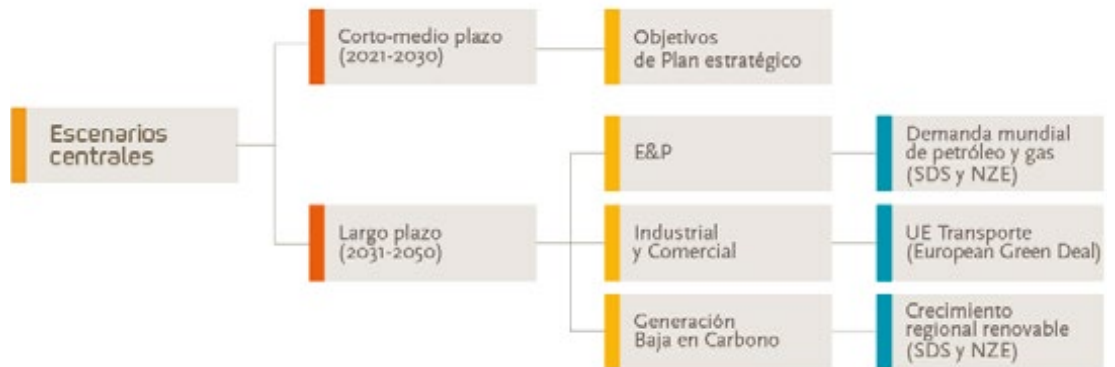 Escenarios
centrales
Corto-medio plazo
(2021-2030)
Objetivos
de Plan estratégico
Largo plazo
(2031-2050)
E&P
Demanda mundial
de petróleo y gas
(SDS y NZE)
Industrial
y Comercial
UE Transporte
(European Green Deal)
Generación
Baja en Carbono
Crecimiento
regional renovable
(SDS y NZE)